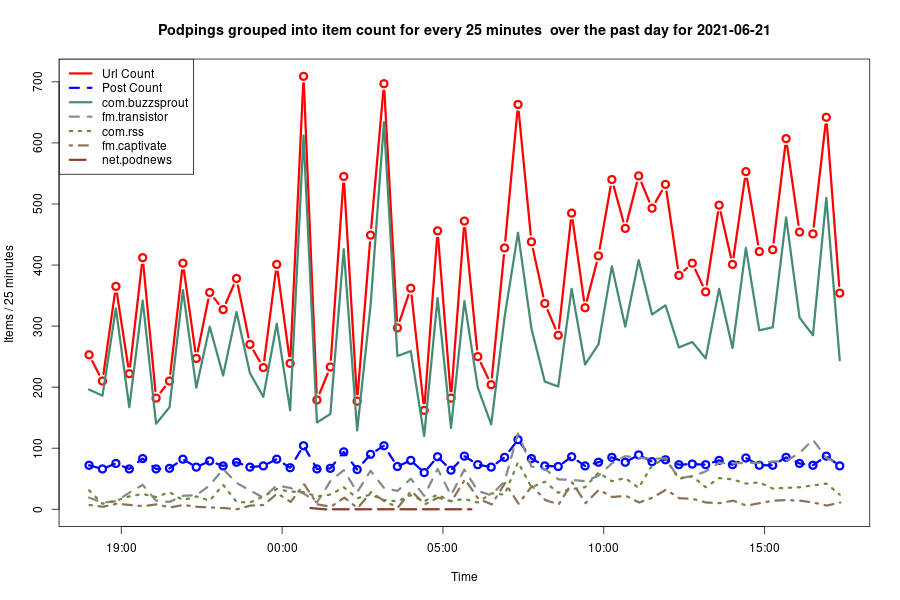 Podpings grouped into item count for every 25 minutes  over the past day for 2021-06-21
Url Count
Post Count
com.buzzsprout
fm.transistor
com.rss
fm.captivate
net.podnews
Items / 25 minutes
700
600
500
400
300
200
100
0
19:00 00:00 05:00 10:00 15:00
Time